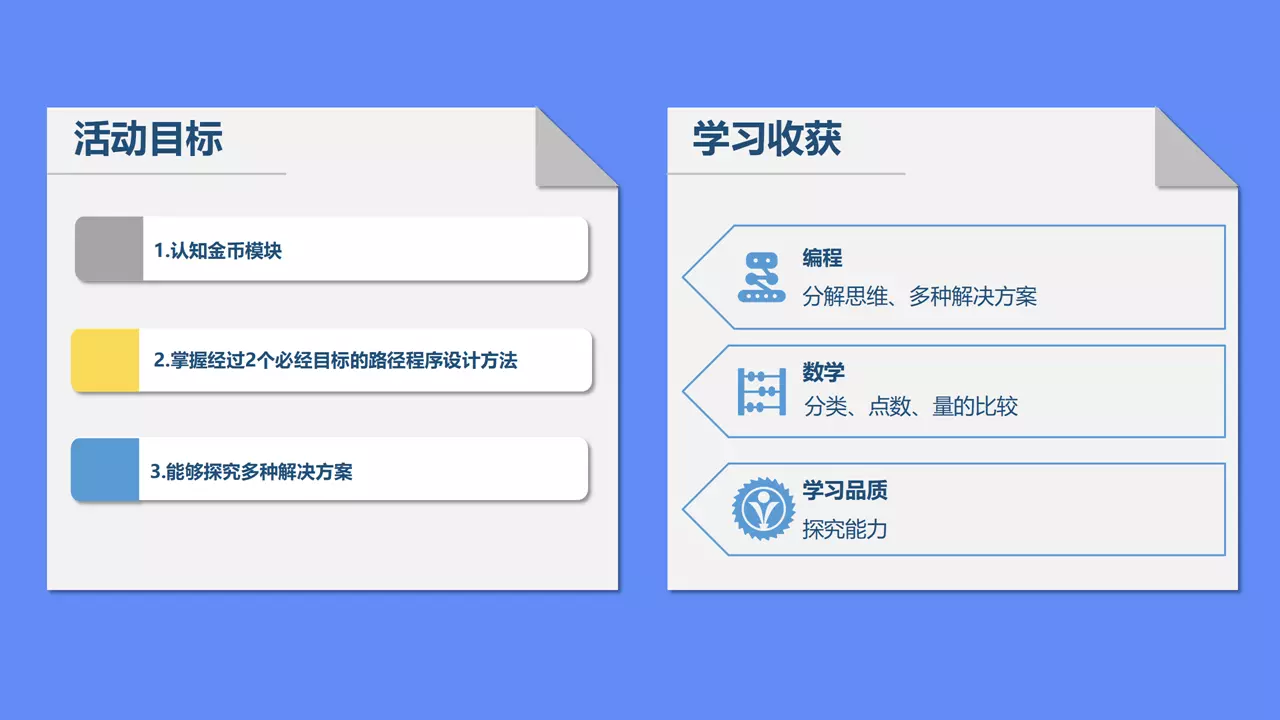 活动目标
1.认知金币模块
2.掌握经过2个必经目标的路径程序设计方法
3.能够探究多种解决方案
学习收获
编程
分解思维、多种解决方案
数学
分类、点数、量的比较
学习品质
探究能力